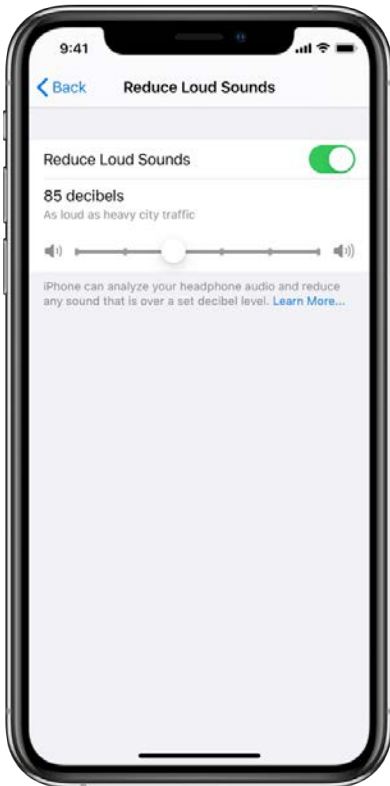 9:41
Back
Reduce Loud Sounds
Reduce Loud Sounds
85 decibels
As loud as heavy city traffic
iPhone can analyze your headphone audio and reduce
any sound that is over a set decibel level. Learn More...